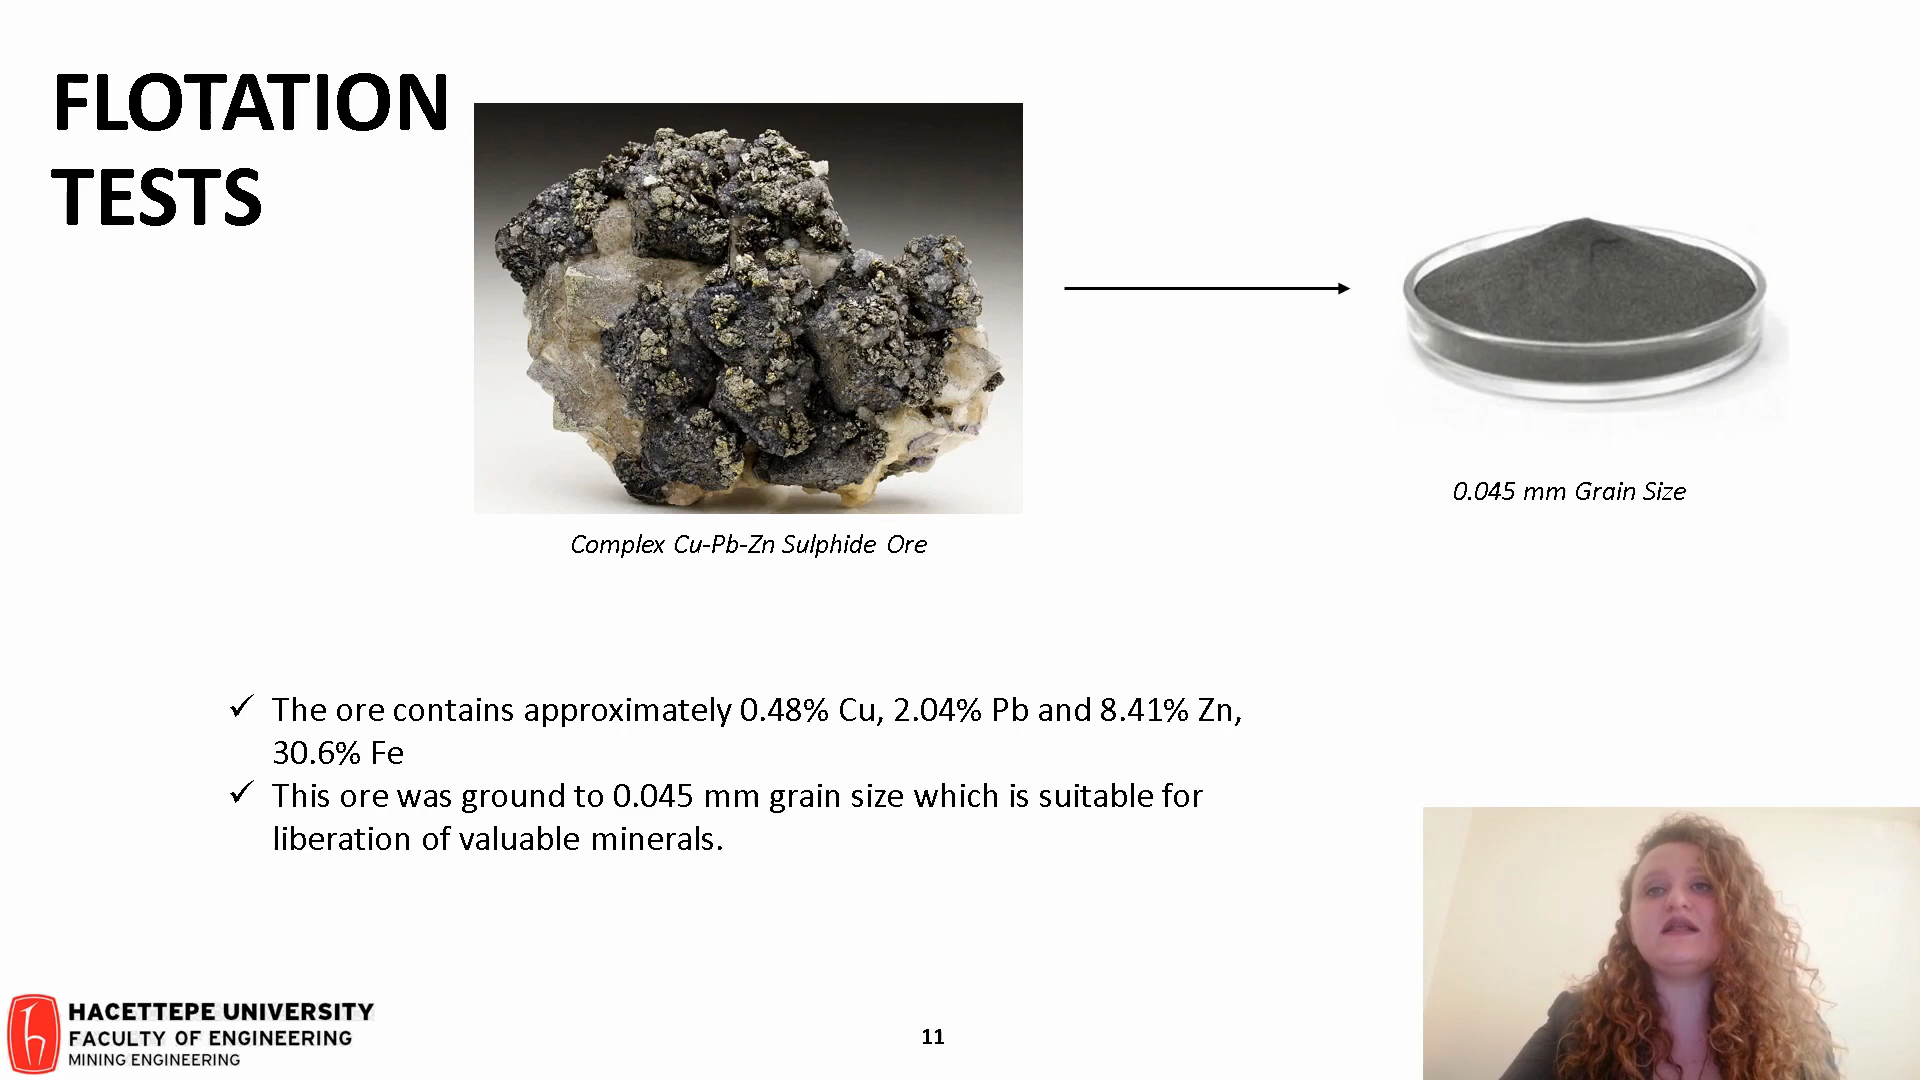 FLOTATION
TESTS
Complex Cu-Pb-Zn Sulphide Ore
0.045 mm Grain Size
✓ The ore contains approximately 0.48% Cu, 2.04% Pb and 8.41% Zn,
30.6% Fe
✓ This ore was ground to 0.045 mm grain size which is suitable for
liberation of valuable minerals.
HACETTEPE UNIVERSITY
FACULTY OF ENGINEERING
MINING ENGINEERING
11